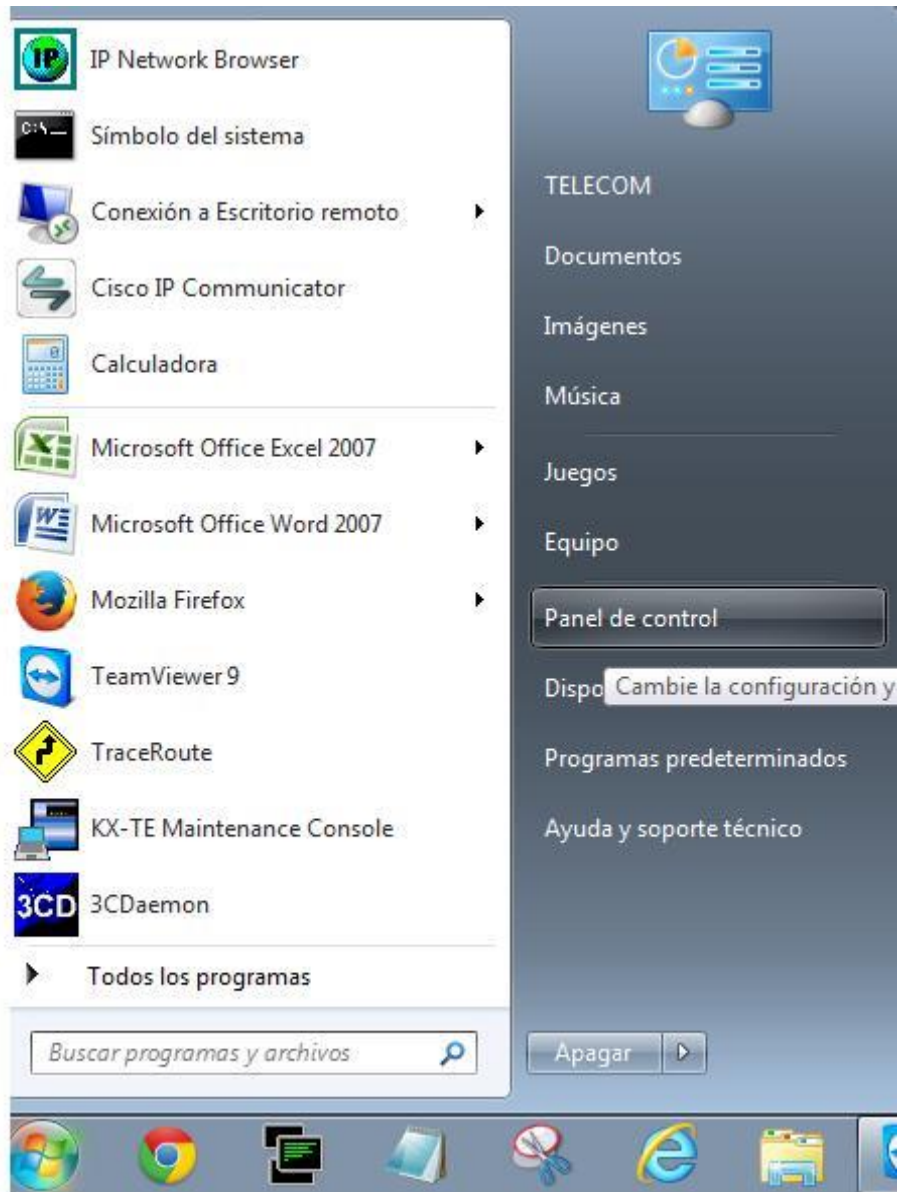 IP
IP Network Browser
C:\
Símbolo del sistema
Conexión a Escritorio remoto
Cisco IP Communicator
Calculadora
Microsoft Office Excel 2007
Microsoft Office Word 2007
Mozilla Firefox
TeamViewer 9
TraceRoute
KX-TE Maintenance Console
3CD
3CDaemon
Todos los programas
Buscar programas y archivos
TELECOM
Documentos
Imágenes
Música
Juegos
Equipo
Panel de control
Dispo
Cambie la configuración y
Programas predeterminados
Ayuda y soporte técnico
Apagar